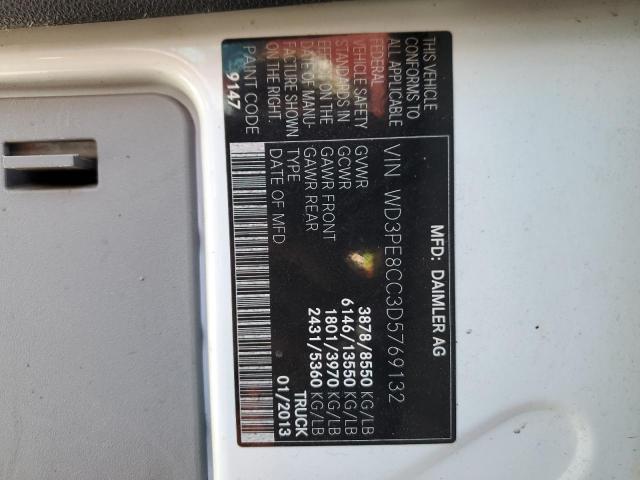 MFD: DAIMLER AG
VIN WD3PE8CC3D5769132
GVWR 3878/8550 KG/LB
GCWR 6146/13550 KG/LB
GAWR FRONT 1801/3970 KG/LB
GAWR REAR 2431/5360 KG/LB
TYPE TRUCK
DATE OF MFD 01/2013
THIS VEHICLE
CONFORMS TO
ALL APPLICABLE
FEDERAL
VEHICLE SAFETY
STANDARDS IN
EFFECT ON THE
DATE OF MANU-
FACTURE SHOWN
ON THE RIGHT.
PAINT CODE
9147